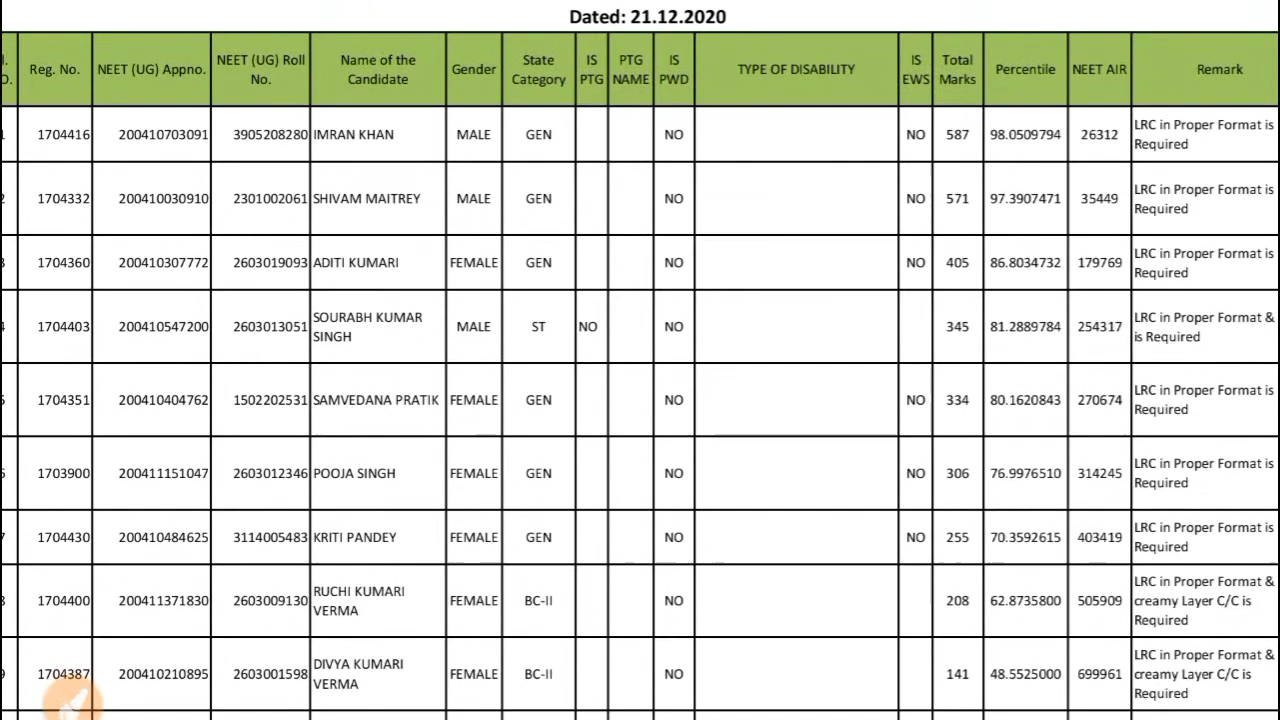 Dated: 21.12.2020
Reg. No. NEET (UG) Appno. NEET (UG) Roll No. Name of the Candidate Gender State Category IS PTG PTG NAME IS PWD TYPE OF DISABILITY IS EWS Total Marks Percentile NEET AIR Remark
1704416 200410703091 3905208280 IMRAN KHAN MALE GEN NO NO 587 98.0509794 26312 LRC in Proper Format is Required
1704332 200410030910 2301002061 SHIVAM MAITREY MALE GEN NO NO 571 97.3907471 35449 LRC in Proper Format is Required
1704360 200410307772 2603019093 ADITI KUMARI FEMALE GEN NO NO 405 86.8034732 179769 LRC in Proper Format is Required
1704403 200410547200 2603013051 SOURABH KUMAR SINGH MALE ST NO NO 345 81.2889784 254317 LRC in Proper Format & is Required
1704351 200410404762 1502202531 SAMVEDANA PRATIK FEMALE GEN NO NO 334 80.1620843 270674 LRC in Proper Format is Required
1703900 200411151047 2603012346 POOJA SINGH FEMALE GEN NO NO 306 76.9976510 314245 LRC in Proper Format is Required
1704430 200410484625 3114005483 KRITI PANDEY FEMALE GEN NO NO 255 70.3592615 403419 LRC in Proper Format is Required
1704400 200411371830 2603009130 RUCHI KUMARI VERMA FEMALE BC-II NO 208 62.8735800 505909 LRC in Proper Format & creamy Layer C/C is Required
1704387 200410210895 2603001598 DIVYA KUMARI VERMA FEMALE BC-II NO 141 48.5525000 699961 LRC in Proper Format & creamy Layer C/C is Required